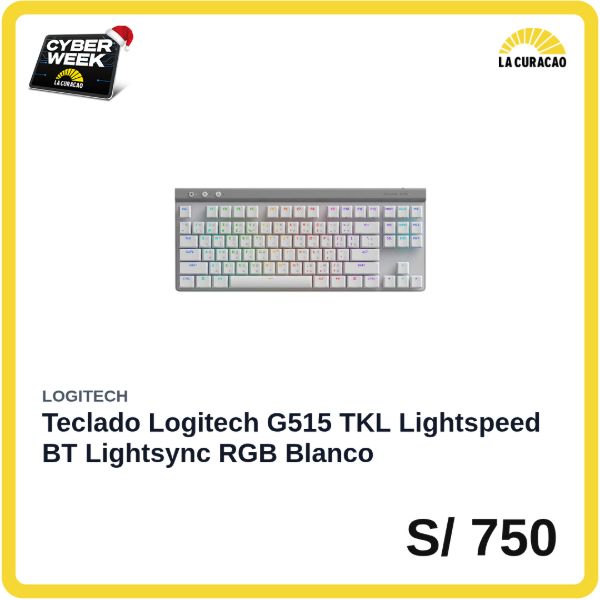 CYBER
WEEK
LA CURACAO
LA CURACAO
LOGITECH
Teclado Logitech G515 TKL Lightspeed
BT Lightsync RGB Blanco
S/ 750